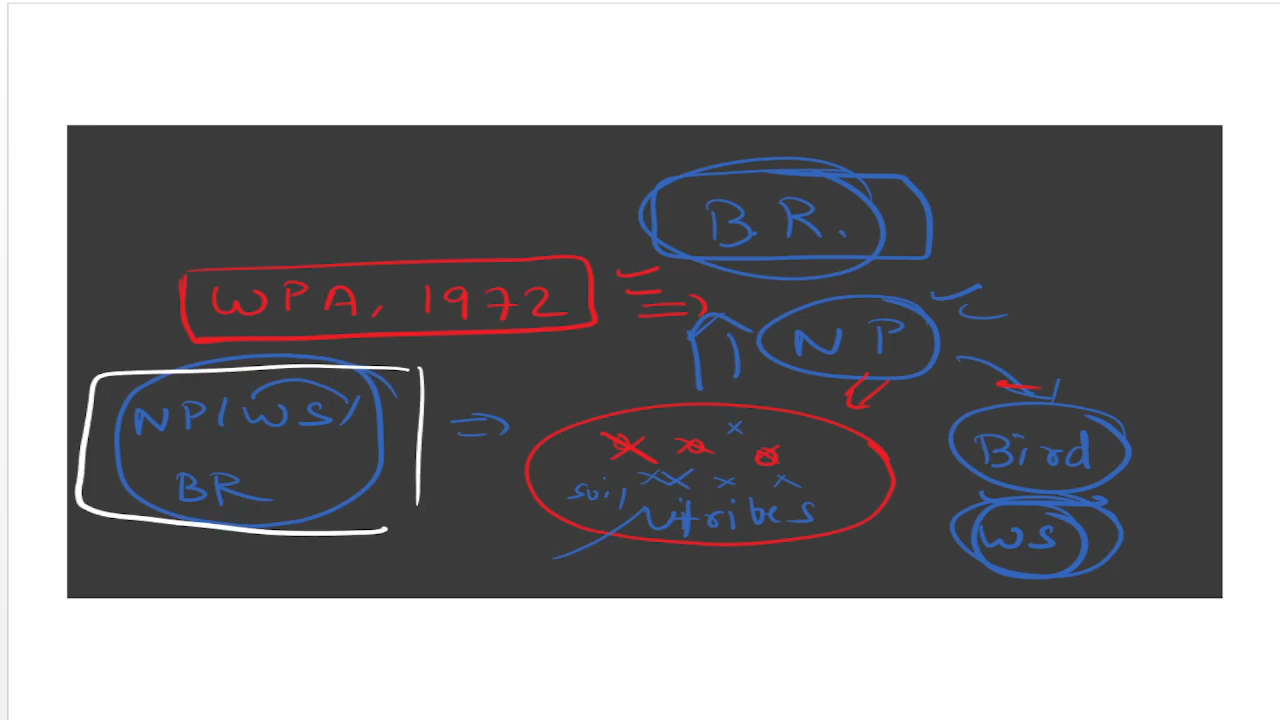 B.R.
WPA, 1972
NP
NP/WS/
BR
Bird
soil tribes
WS